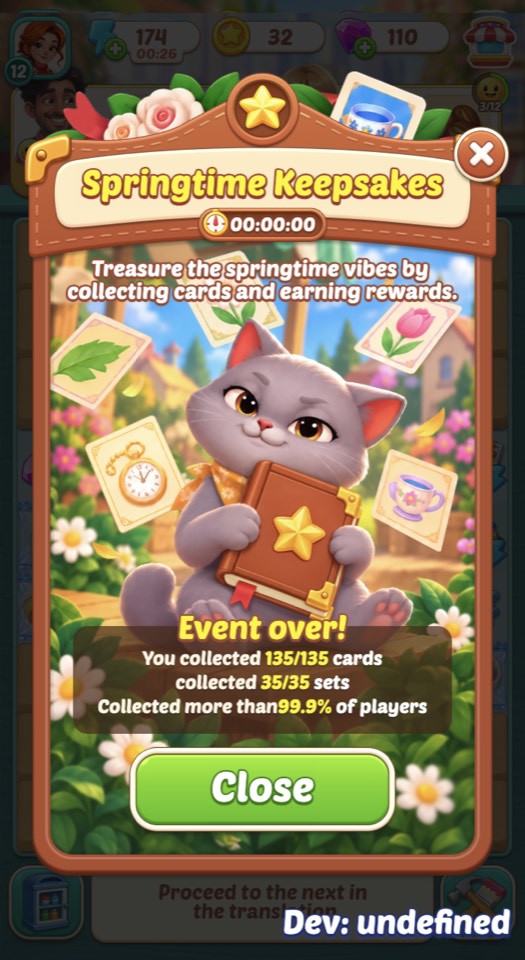 174
32
110
00:26
12
3/12
Springtime Keepsakes
00:00:00
Treasure the springtime vibes by
collecting cards and earning rewards.
Event over!
You collected 135/135 cards
collected 35/35 sets
Collected more than99.9% of players
Close
Proceed to the next in
the translation
Dev: undefined